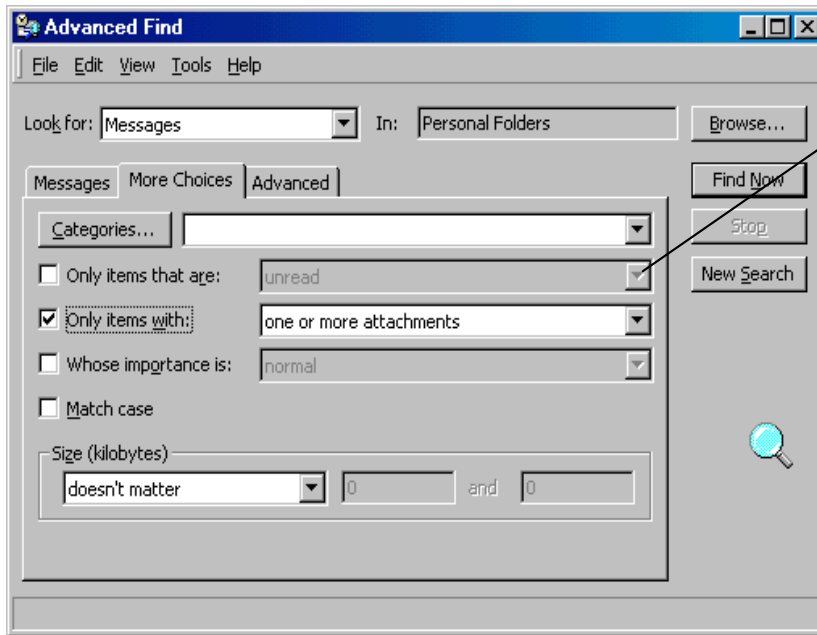 Advanced Find
File Edit View Tools Help
Look for: Messages In: Personal Folders Browse...
Messages More Choices Advanced Find Now
Categories... Stop
Only items that are: unread New Search
Only items with: one or more attachments
Whose importance is: normal
Match case
Size (kilobytes)
doesn't matter 0 and 0